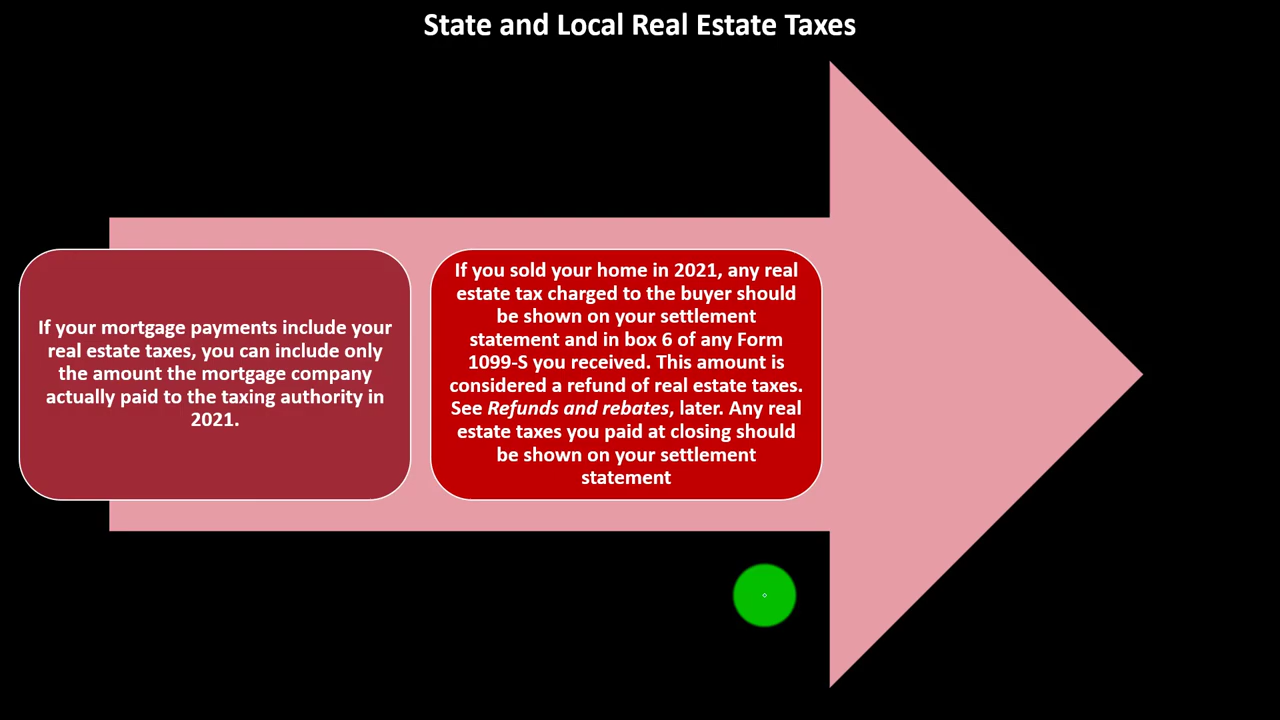 State and Local Real Estate Taxes
If your mortgage payments include your
real estate taxes, you can include only
the amount the mortgage company
actually paid to the taxing authority in
2021.
If you sold your home in 2021, any real
estate tax charged to the buyer should
be shown on your settlement
statement and in box 6 of any Form
1099-S you received. This amount is
considered a refund of real estate taxes.
See Refunds and rebates, later. Any real
estate taxes you paid at closing should
be shown on your settlement
statement